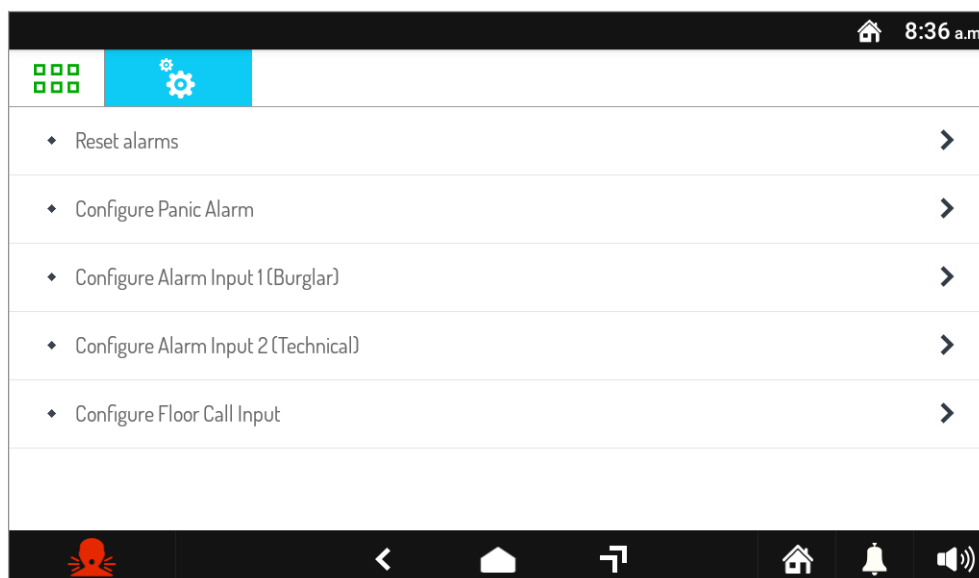 8:36 a.m
Reset alarms
Configure Panic Alarm
Configure Alarm Input 1 (Burglar)
Configure Alarm Input 2 (Technical)
Configure Floor Call Input